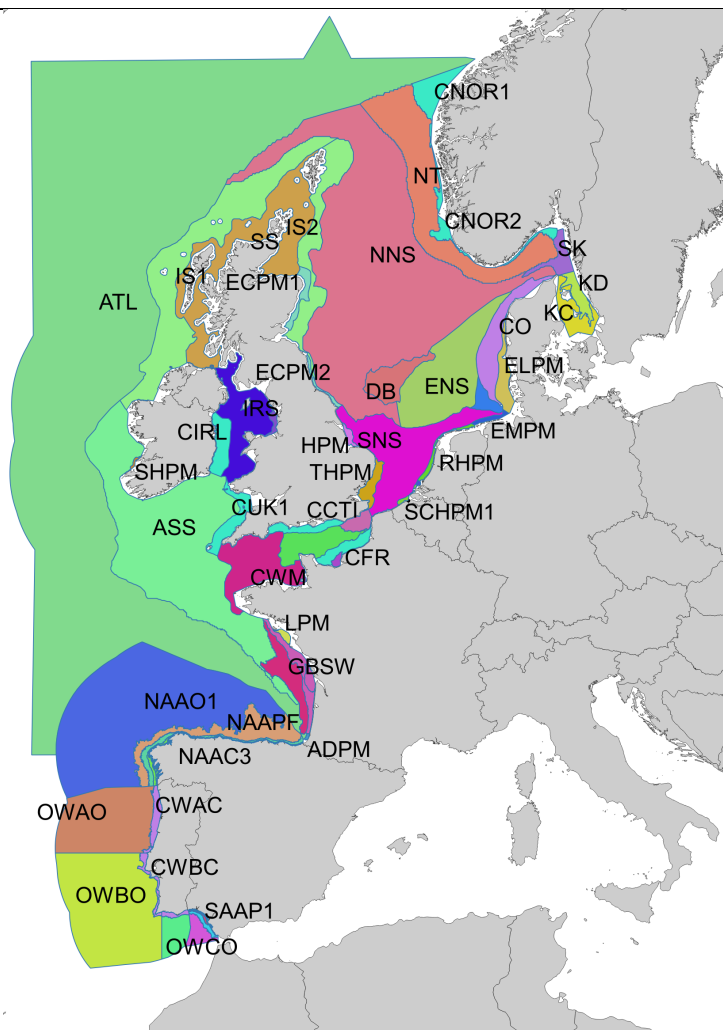 CNOR1
NT
CNOR2
SS
IS2
NNS
SK
IS1
ECPM1
KD
ATL
KC
CO
ECPM2
ELPM
DB
ENS
IRS
CIRL
HPM
SNS
EMPM
SHPM
THPM
RHPM
CUK1
CCTI
SCHPM1
ASS
CFR
CWM
LPM
GBSW
NAAO1
NAAPF
NAAC3
ADPM
OWAO
CWAC
CWBC
OWBO
SAAP1
OWCO